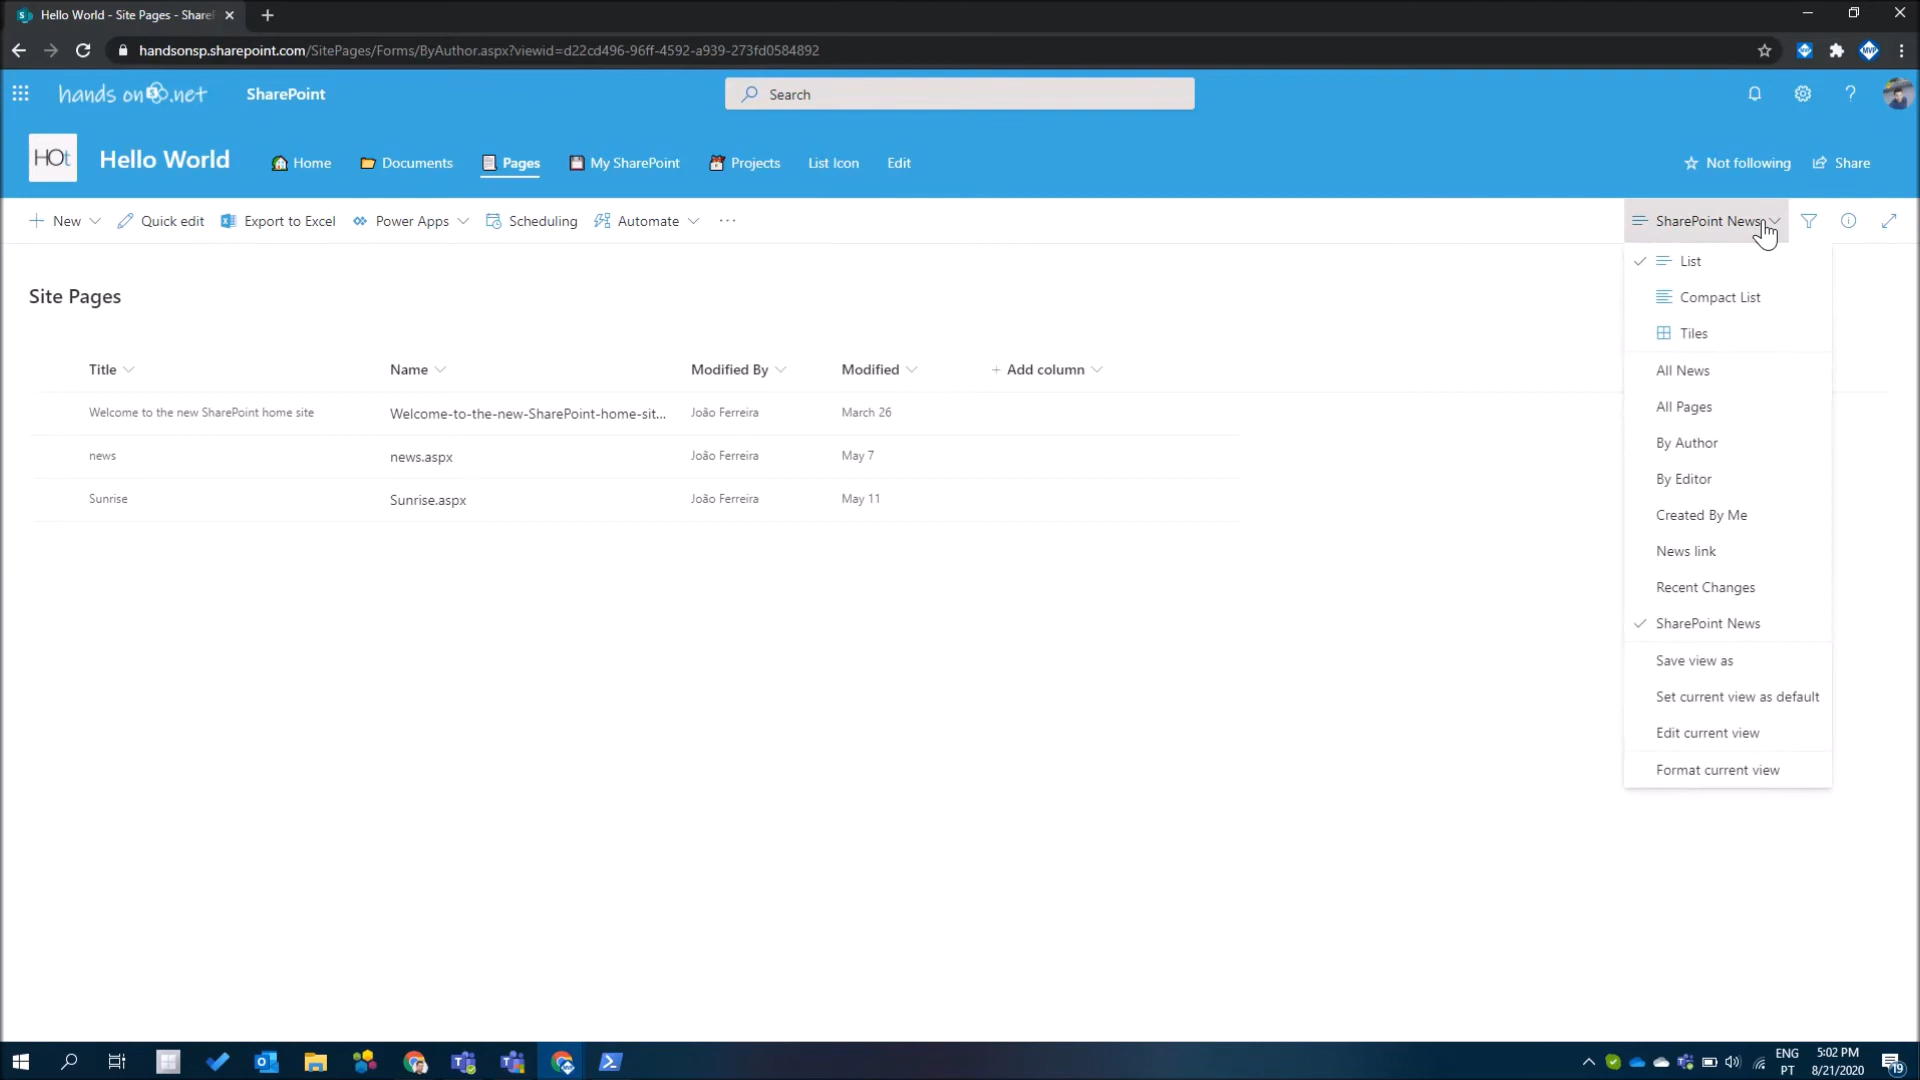 Hello World - Site Pages - ShareP
handsonsp.sharepoint.com/SitePages/Forms/ByAuthor.aspx?viewid=d22cd496-96ff-4592-a939-273fd0584892
MVP
hands on .net SharePoint Search
HOt Hello World Home Documents Pages My SharePoint Projects List Icon Edit Not following Share
New Quick edit Export to Excel Power Apps Scheduling Automate ··· SharePoint News
Site Pages
Title Name Modified By Modified + Add column
Welcome to the new SharePoint home site Welcome-to-the-new-SharePoint-home-sit... João Ferreira March 26
news news.aspx João Ferreira May 7
Sunrise Sunrise.aspx João Ferreira May 11
List
Compact List
Tiles
All News
All Pages
By Author
By Editor
Created By Me
News link
Recent Changes
SharePoint News
Save view as
Set current view as default
Edit current view
Format current view
ENG 5:02 PM
PT 8/21/2020 19